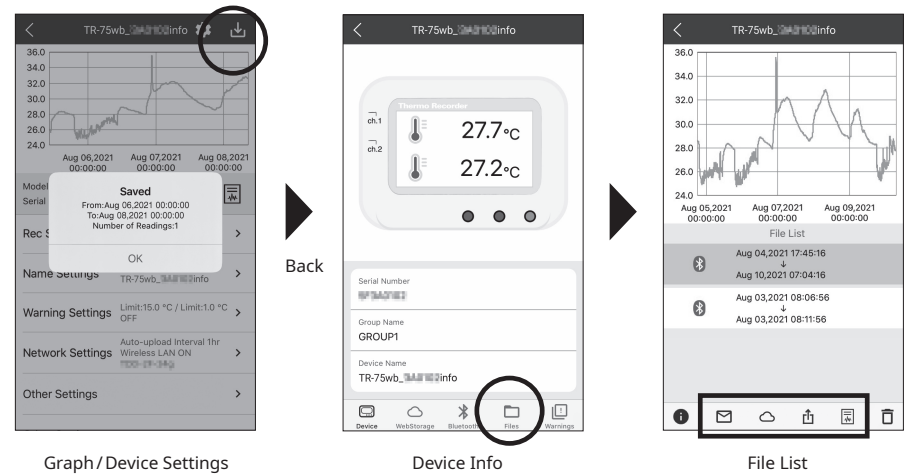 TR-75wb_ info
36.0
34.0
32.0
30.0
28.0
26.0
24.0
Aug 06,2021 Aug 07,2021 Aug 08,2021
00:00:00 00:00:00 00:00:00
Model
Serial
Saved
From:Aug 06,2021 00:00:00
To:Aug 08,2021 00:00:00
Number of Readings:1
OK
Rec S
Name Settings
TR-75wb_ info
Warning Settings
Limit:15.0 °C / Limit:1.0 °C
OFF
Network Settings
Auto-upload Interval 1hr
Wireless LAN ON
Other Settings
Graph / Device Settings
Back
TR-75wb_ info
Thermo Recorder
ch.1
27.7°C
ch.2
27.2°C
Serial Number
Group Name
GROUP1
Device Name
TR-75wb_ info
Device WebStorage Bluetooth Files Warnings
Device Info
TR-75wb_ info
36.0
34.0
32.0
30.0
28.0
26.0
24.0
Aug 05,2021 Aug 07,2021 Aug 09,2021
00:00:00 00:00:00 00:00:00
File List
Aug 04,2021 17:45:16
↓
Aug 10,2021 07:04:16
Aug 03,2021 08:06:56
↓
Aug 03,2021 08:11:56
File List